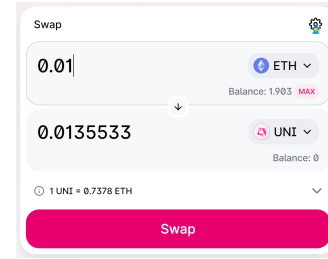 Swap
0.01
ETH
Balance: 1.903 MAX
0.0135533
UNI
Balance: 0
1 UNI = 0.7378 ETH
Swap